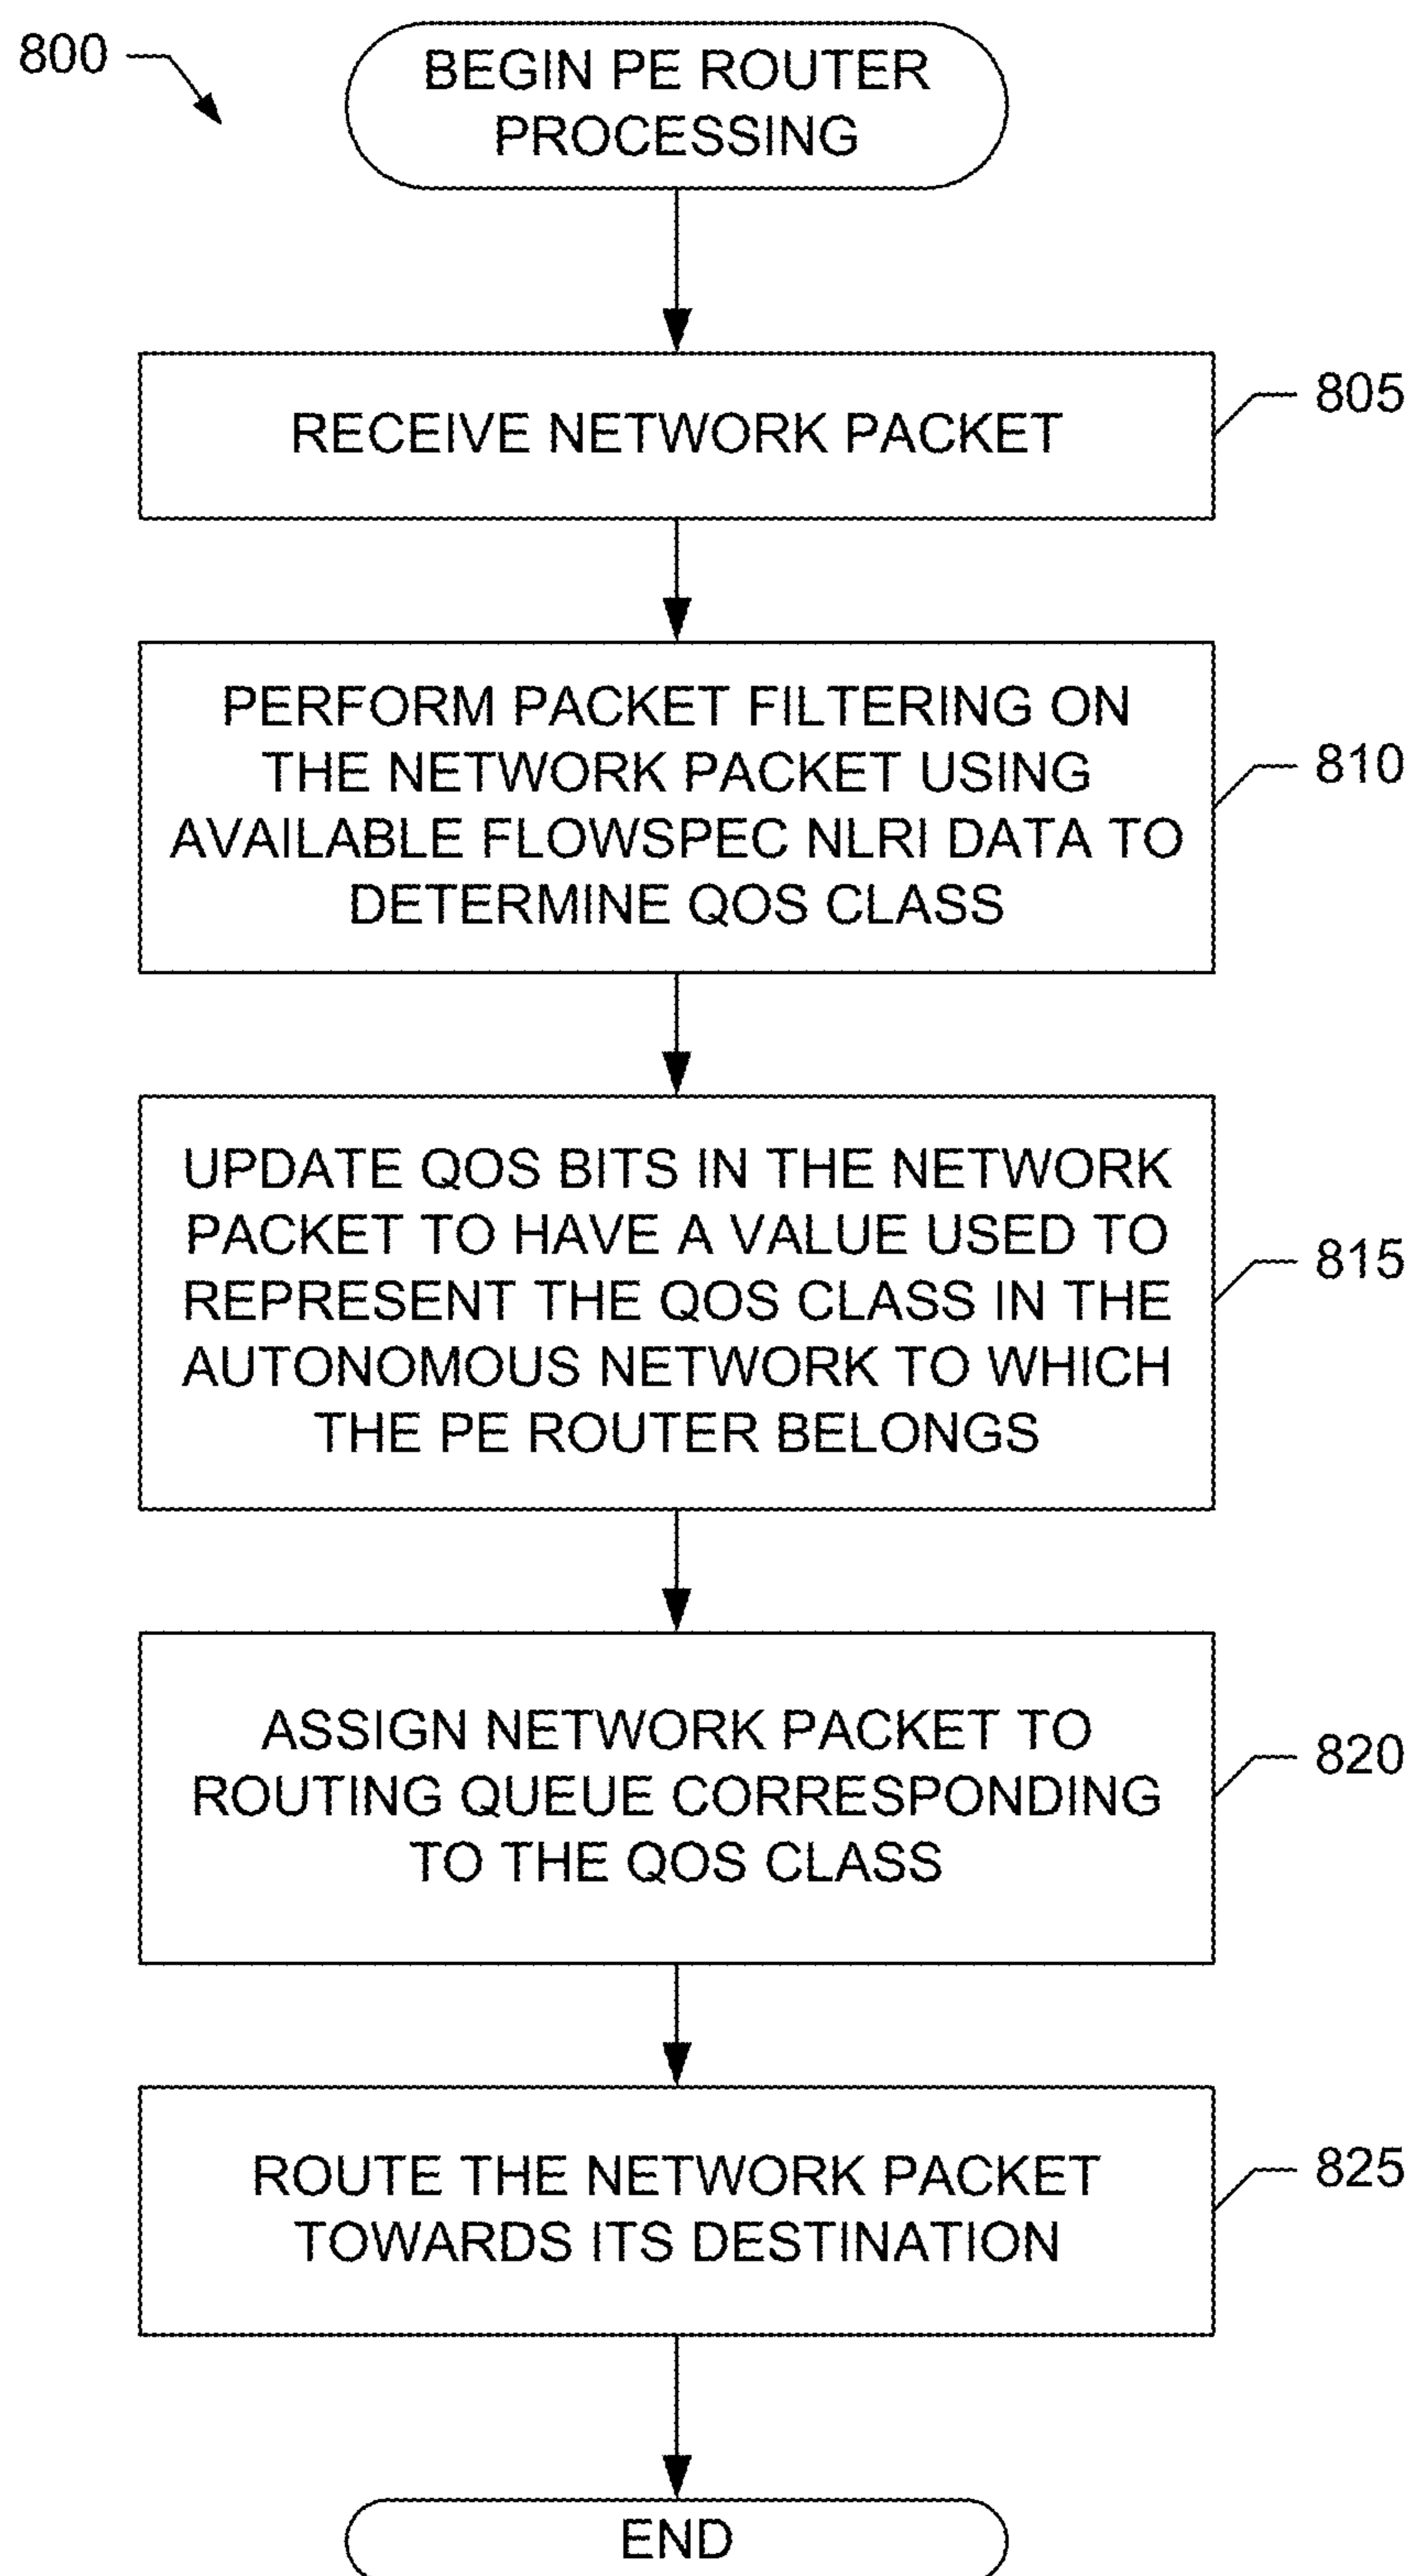 800
BEGIN PE ROUTER
PROCESSING
RECEIVE NETWORK PACKET
805
PERFORM PACKET FILTERING ON
THE NETWORK PACKET USING
AVAILABLE FLOWSPEC NLRI DATA TO
DETERMINE QOS CLASS
810
UPDATE QOS BITS IN THE NETWORK
PACKET TO HAVE A VALUE USED TO
REPRESENT THE QOS CLASS IN THE
AUTONOMOUS NETWORK TO WHICH
THE PE ROUTER BELONGS
815
ASSIGN NETWORK PACKET TO
ROUTING QUEUE CORRESPONDING
TO THE QOS CLASS
820
ROUTE THE NETWORK PACKET
TOWARDS ITS DESTINATION
825
END